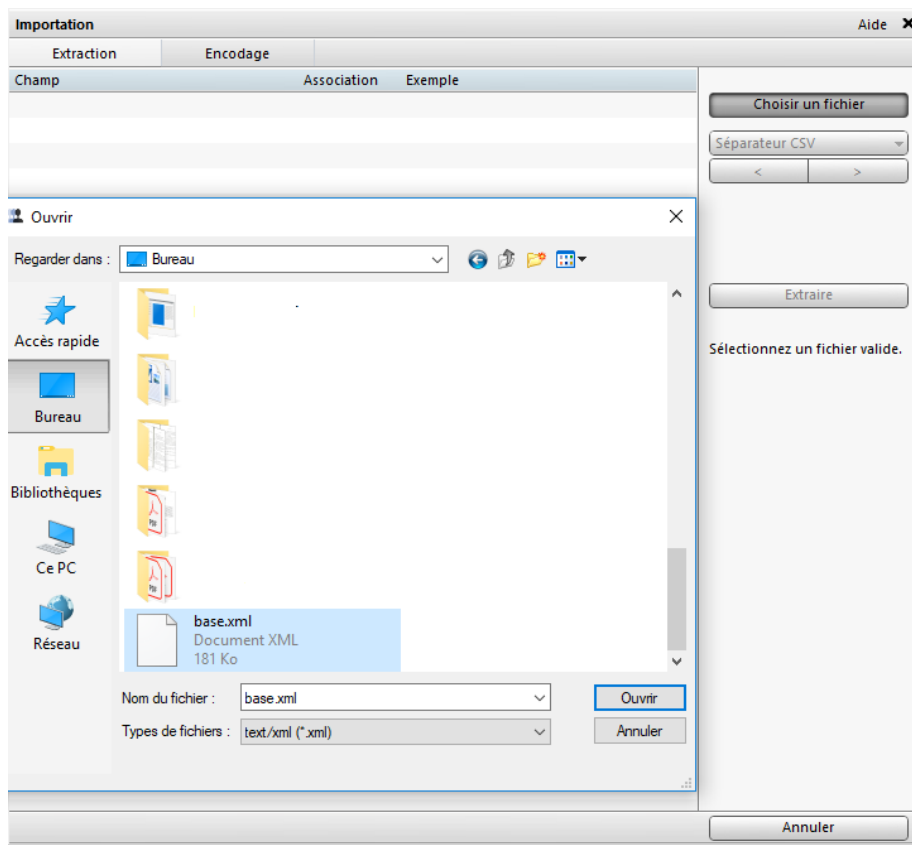 Importation
Aide
Extraction
Encodage
Champ
Association
Exemple
Choisir un fichier
Séparateur CSV
<
>
Ouvrir
Regarder dans :
Bureau
Accès rapide
Bureau
Bibliothèques
Ce PC
Réseau
base.xml
Document XML
181 Ko
Nom du fichier :
base.xml
Ouvrir
Types de fichiers :
text/xml (*.xml)
Annuler
Extraire
Sélectionnez un fichier valide.
Annuler